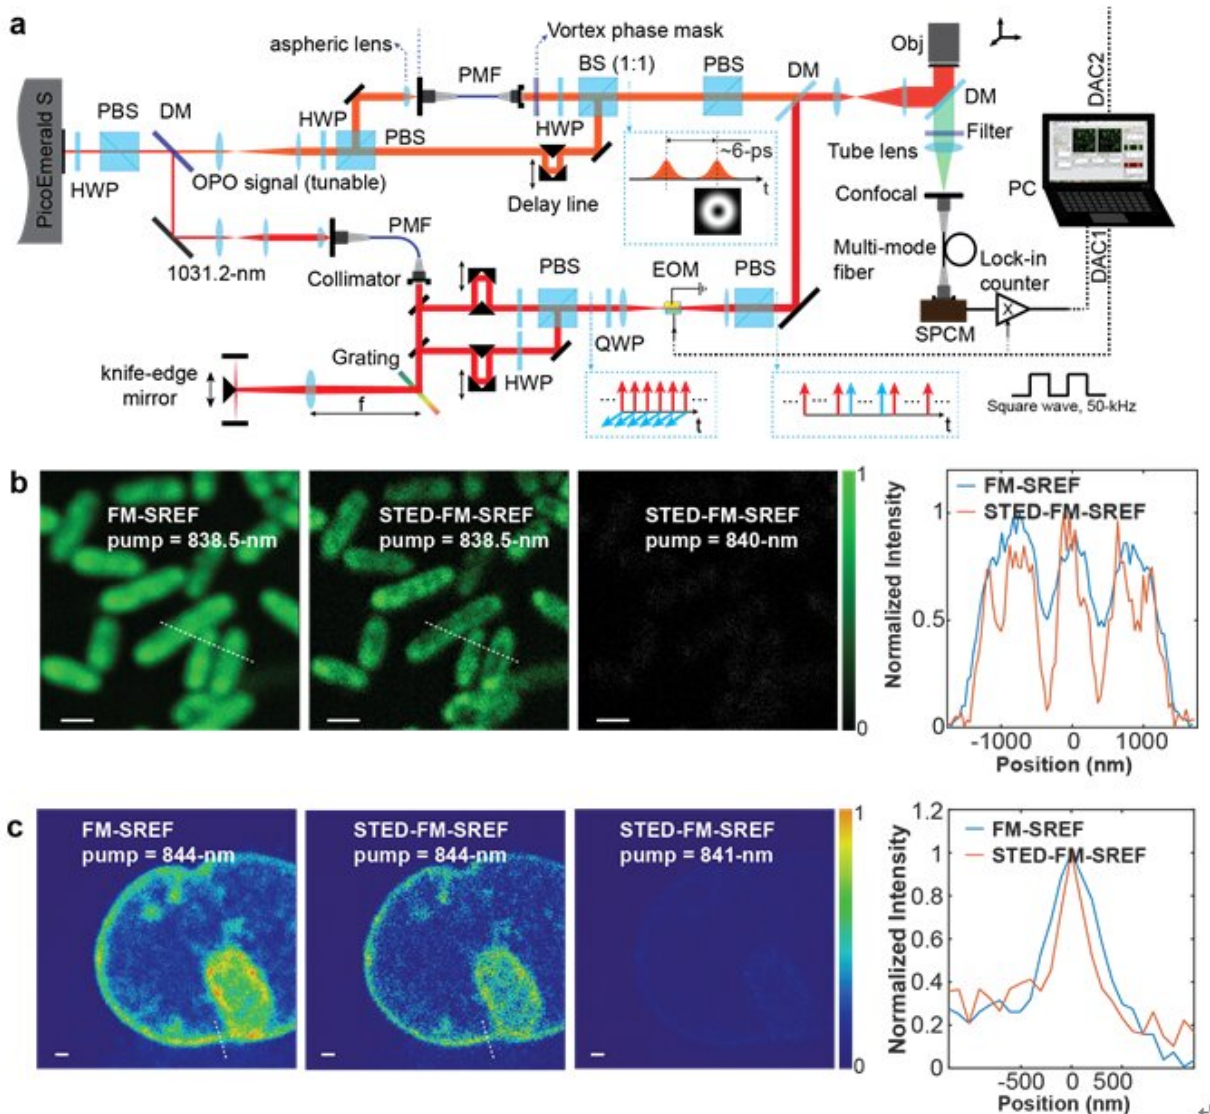 a
aspheric lens
Vortex phase mask
PMF
BS (1:1)
PBS
DM
Obj
DAC2
PicoEmerald S
PBS
DM
HWP
PBS
HWP
DM
Filter
HWP
OPO signal (tunable)
Delay line
~6-ps
t
Tube lens
Confocal
PC
1031.2-nm
PMF
Collimator
PBS
EOM
PBS
Multi-mode
fiber
Lock-in
counter
DAC1
SPCM
X
knife-edge
mirror
Grating
f
HWP
QWP
t
t
Square wave, 50-kHz
b
FM-SREF
pump = 838.5-nm
STED-FM-SREF
pump = 838.5-nm
STED-FM-SREF
pump = 840-nm
1
0
Normalized Intensity
FM-SREF
STED-FM-SREF
1
0.5
0
-1000
0
1000
Position (nm)
c
FM-SREF
pump = 844-nm
STED-FM-SREF
pump = 844-nm
STED-FM-SREF
pump = 841-nm
1
0
Normalized Intensity
FM-SREF
STED-FM-SREF
1.2
1
0.8
0.6
0.4
0.2
0
-500
0
500
Position (nm)